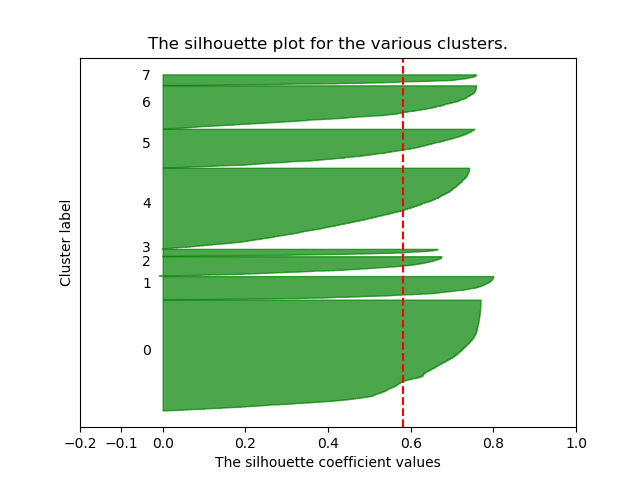 The silhouette plot for the various clusters.
7
6
5
4
3
2
1
0
Cluster label
−0.2 −0.1 0.0 0.2 0.4 0.6 0.8 1.0
The silhouette coefficient values